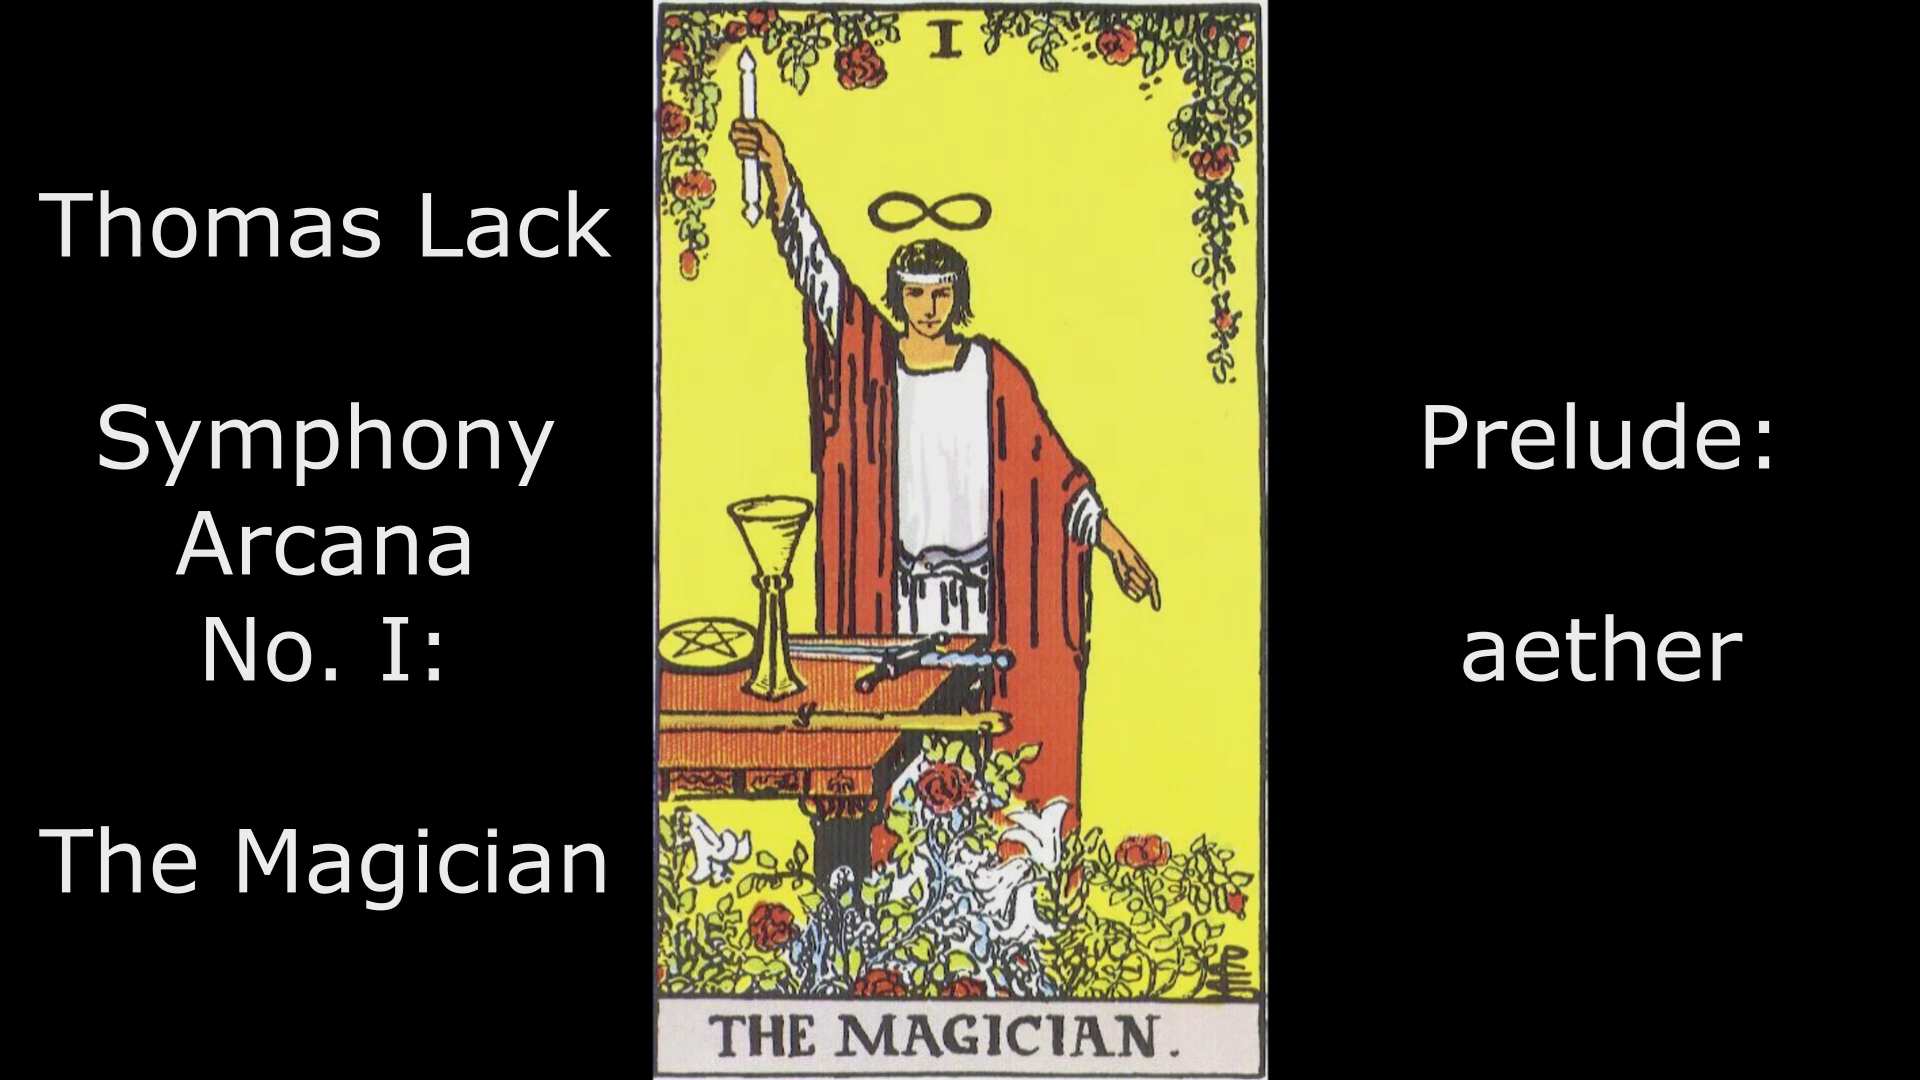 Thomas Lack
Symphony
Arcana
No. I:
The Magician
I
THE MAGICIAN.
Prelude:
aether